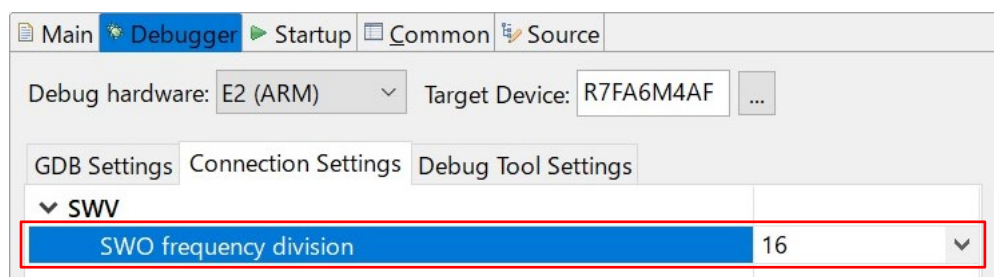 Main Debugger Startup Common Source
Debug hardware: E2 (ARM) Target Device: R7FA6M4AF ...
GDB Settings Connection Settings Debug Tool Settings
SWV
SWO frequency division 16